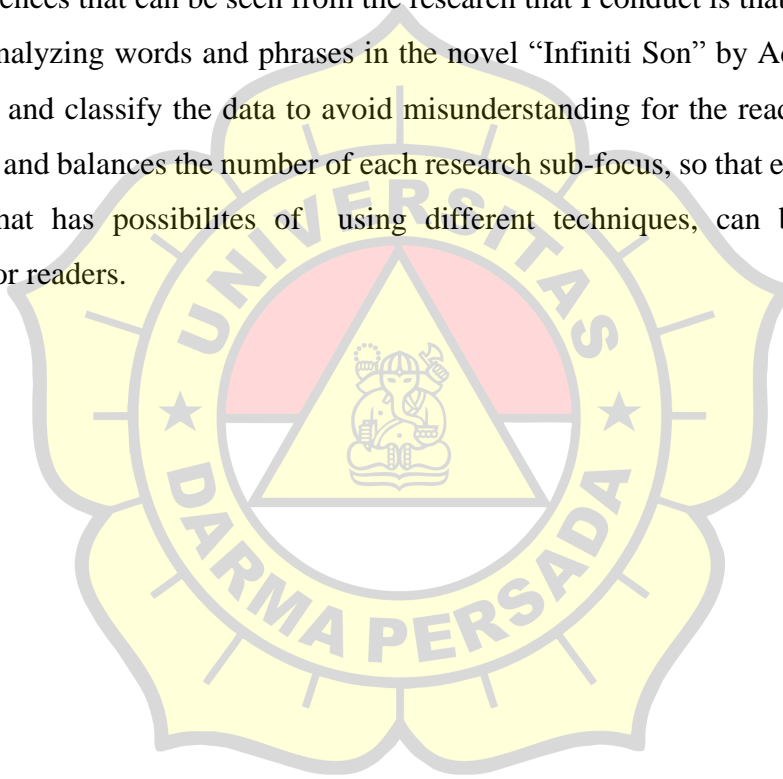 ences that can be seen from the research that I conduct is that
nalyzing words and phrases in the novel “Infiniti Son” by A
and classify the data to avoid misunderstanding for the rea
and balances the number of each research sub-focus, so that e
hat has possibilites of using different techniques, can b
or readers.
UNIVERSITAS
DARMA PERSADA